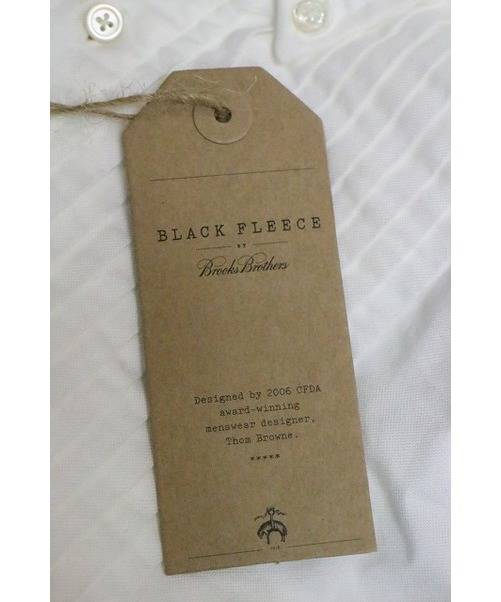 BLACK FLEECE
BY
Brooks Brothers
Designed by 2006 CFDA
award-winning
menswear designer,
Thom Browne.
*****